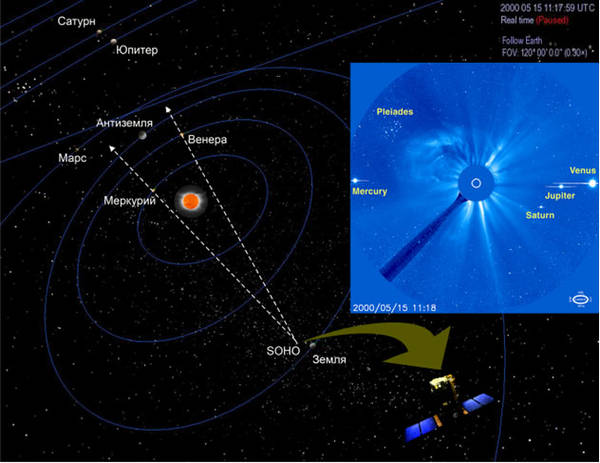 2000 05 15 11:17:59 UTC
Real time (Paused)
Follow Earth
FOV: 120° 00' 0.0" (0.30×)
Сатурн
Юпитер
Антиземля
Венера
Марс
Меркурий
SOHO
Земля
Pleiades
Mercury
Venus
Jupiter
Saturn
2000/05/15 11:18